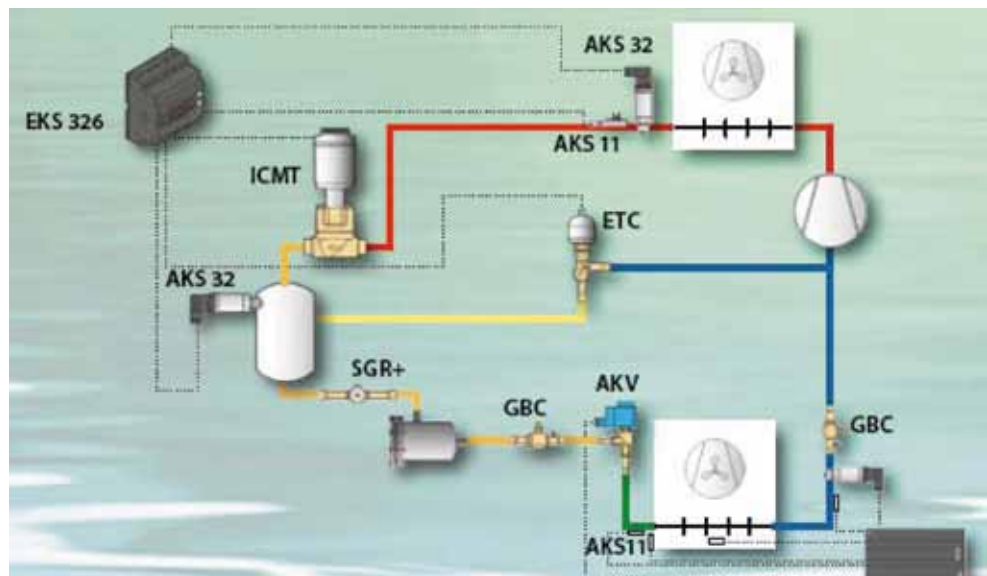 AKS 32
EKS 326
AKS 11
ICMT
ETC
AKS 32
SGR+
AKV
GBC
GBC
AKS11